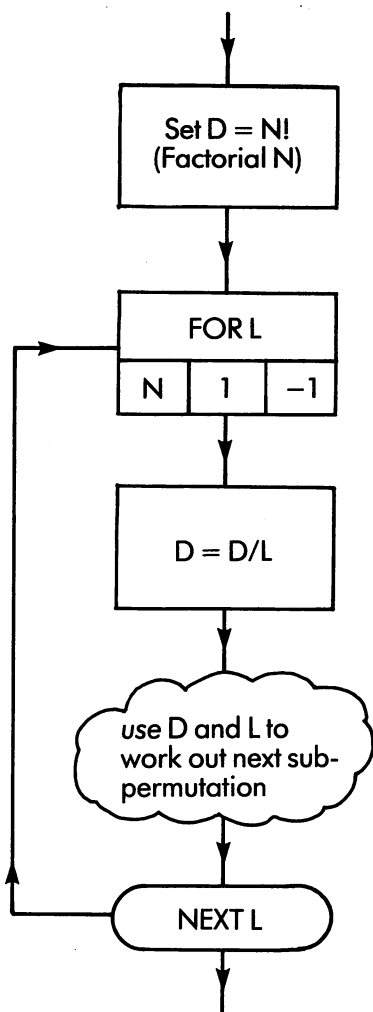 Set D = N!
(Factorial N)
FOR L
N 1 −1
D = D/L
use D and L to
work out next sub-
permutation
NEXT L